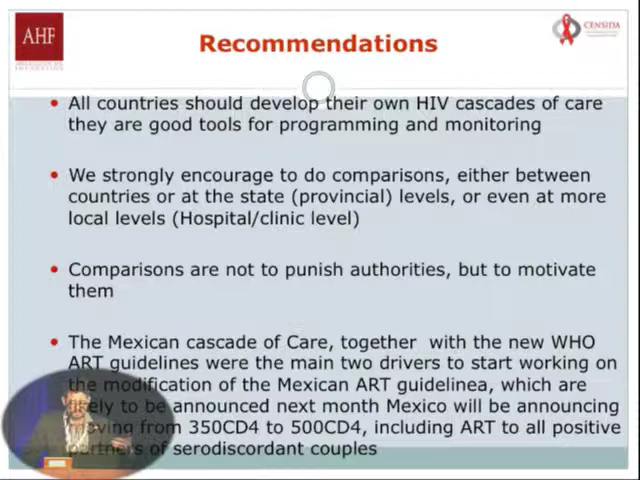 AHF
CENSIDA
Recommendations
• All countries should develop their own HIV cascades of care
they are good tools for programming and monitoring
• We strongly encourage to do comparisons, either between
countries or at the state (provincial) levels, or even at more
local levels (Hospital/clinic level)
• Comparisons are not to punish authorities, but to motivate
them
• The Mexican cascade of Care, together with the new WHO
ART guidelines were the main two drivers to start working on
the modification of the Mexican ART guidelinea, which are
likely to be announced next month Mexico will be announcing
moving from 350CD4 to 500CD4, including ART to all positive
partners of serodiscordant couples